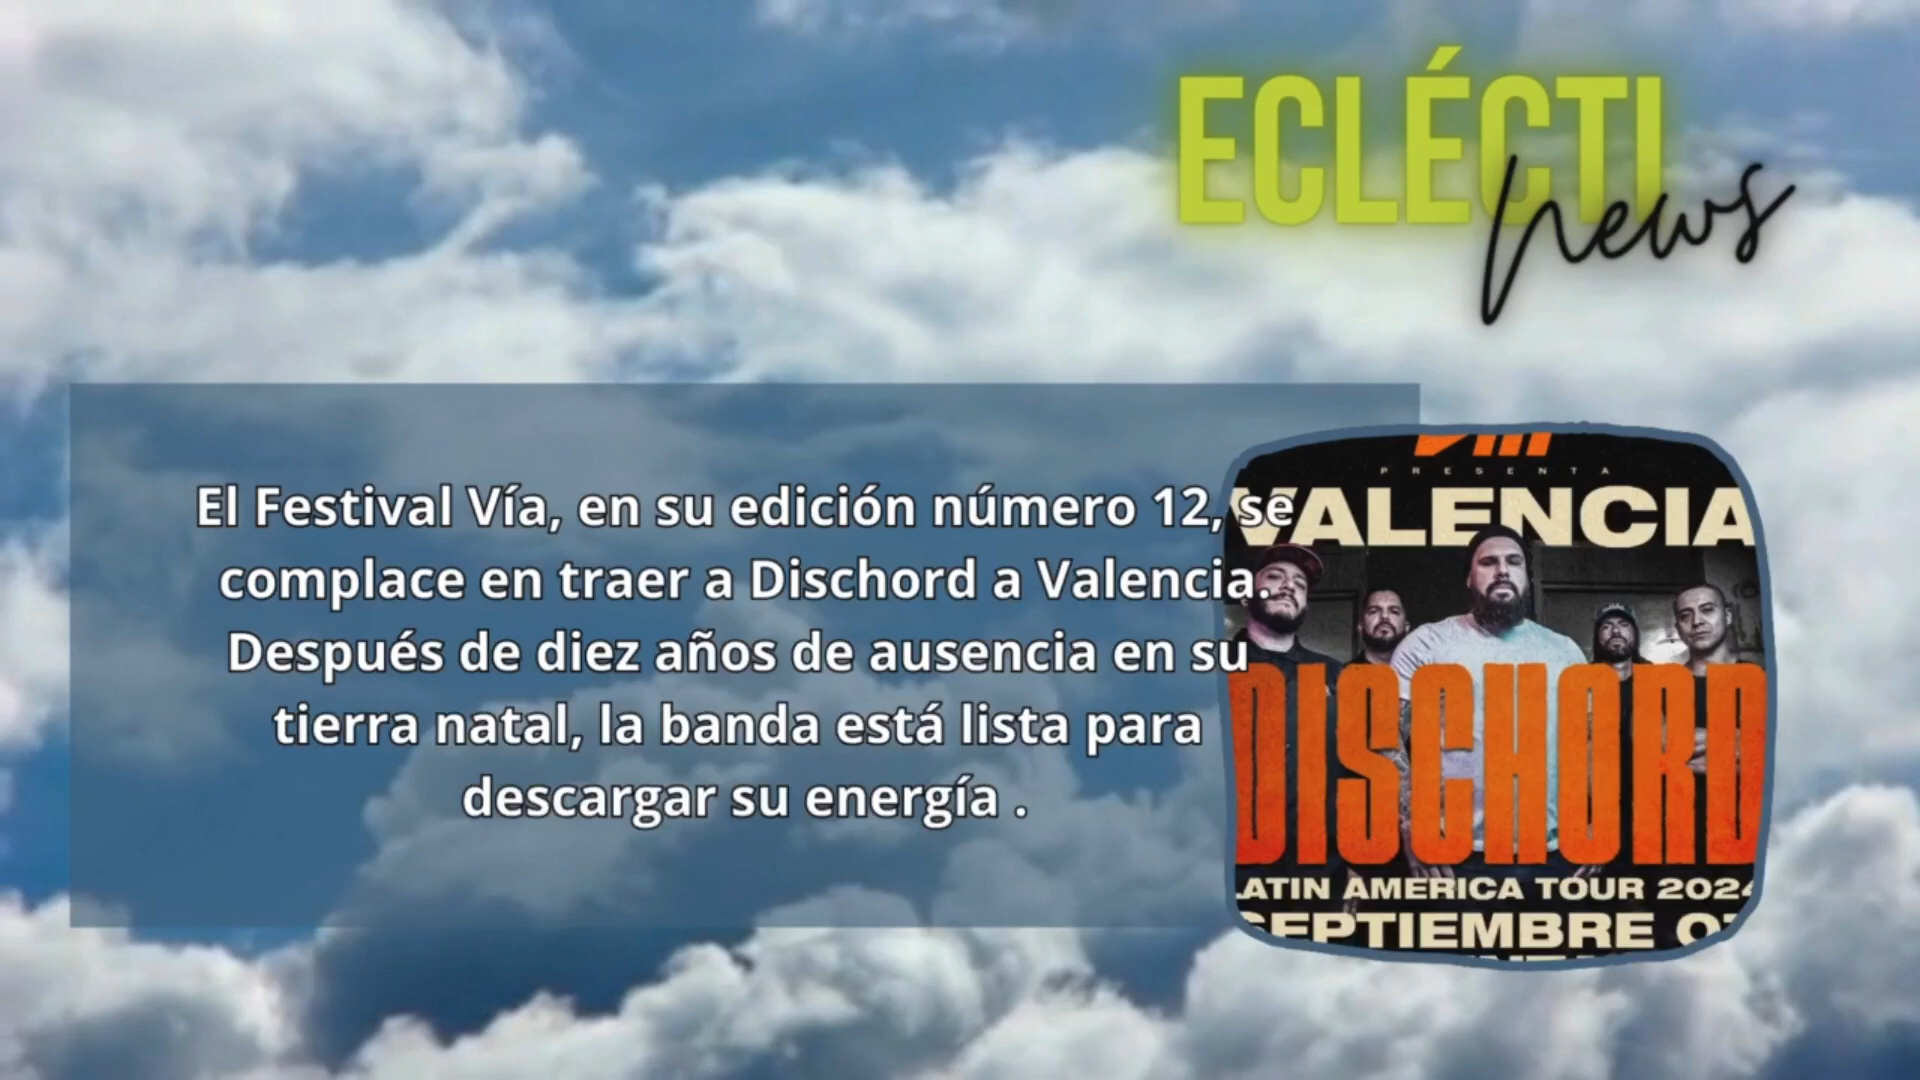 ECLÉCTI
news
El Festival Vía, en su edición número 12, se
complace en traer a Dischord a Valencia.
Después de diez años de ausencia en su
tierra natal, la banda está lista para
descargar su energía .
PRESENTA
VALENCIA
DISCHORD
LATIN AMERICA TOUR 2024
SEPTIEMBRE 07